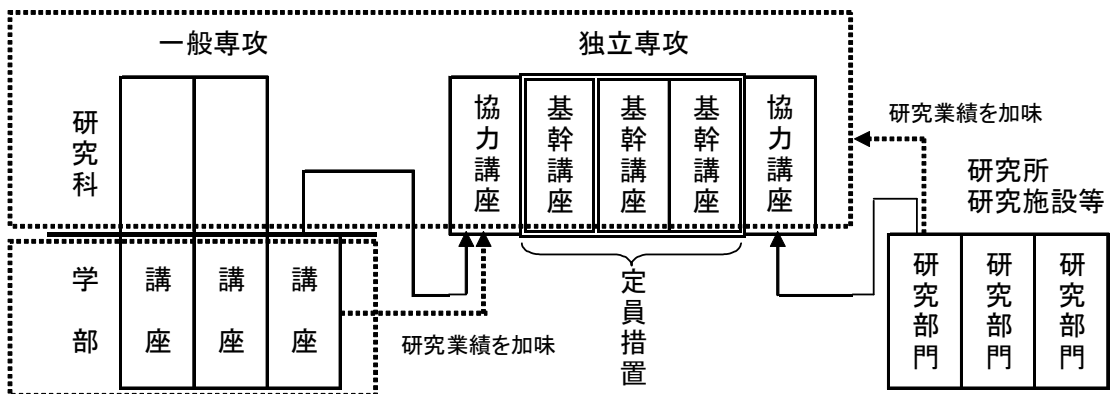 一般専攻
独立専攻
研究科
協力講座
基幹講座
基幹講座
基幹講座
協力講座
研究業績を加味
研究所
研究施設等
学部
講座
講座
講座
研究業績を加味
定員措置
研究部門
研究部門
研究部門